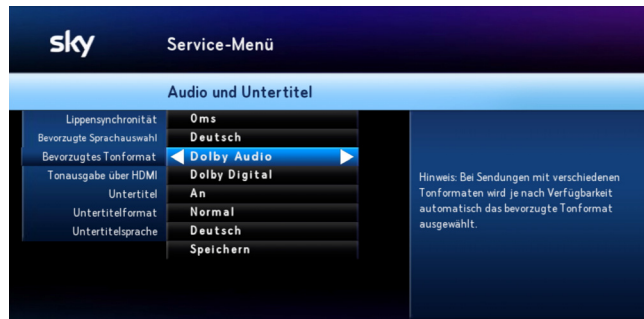 sky
Service-Menü
Audio und Untertitel
Lippensynchronität 0ms
Bevorzugte Sprachauswahl Deutsch
Bevorzugtes Tonformat Dolby Audio
Tonausgabe über HDMI Dolby Digital
Untertitel An
Untertitelformat Normal
Untertitelsprache Deutsch
Speichern
Hinweis: Bei Sendungen mit verschiedenen
Tonformaten wird je nach Verfügbarkeit
automatisch das bevorzugte Tonformat
ausgewählt.